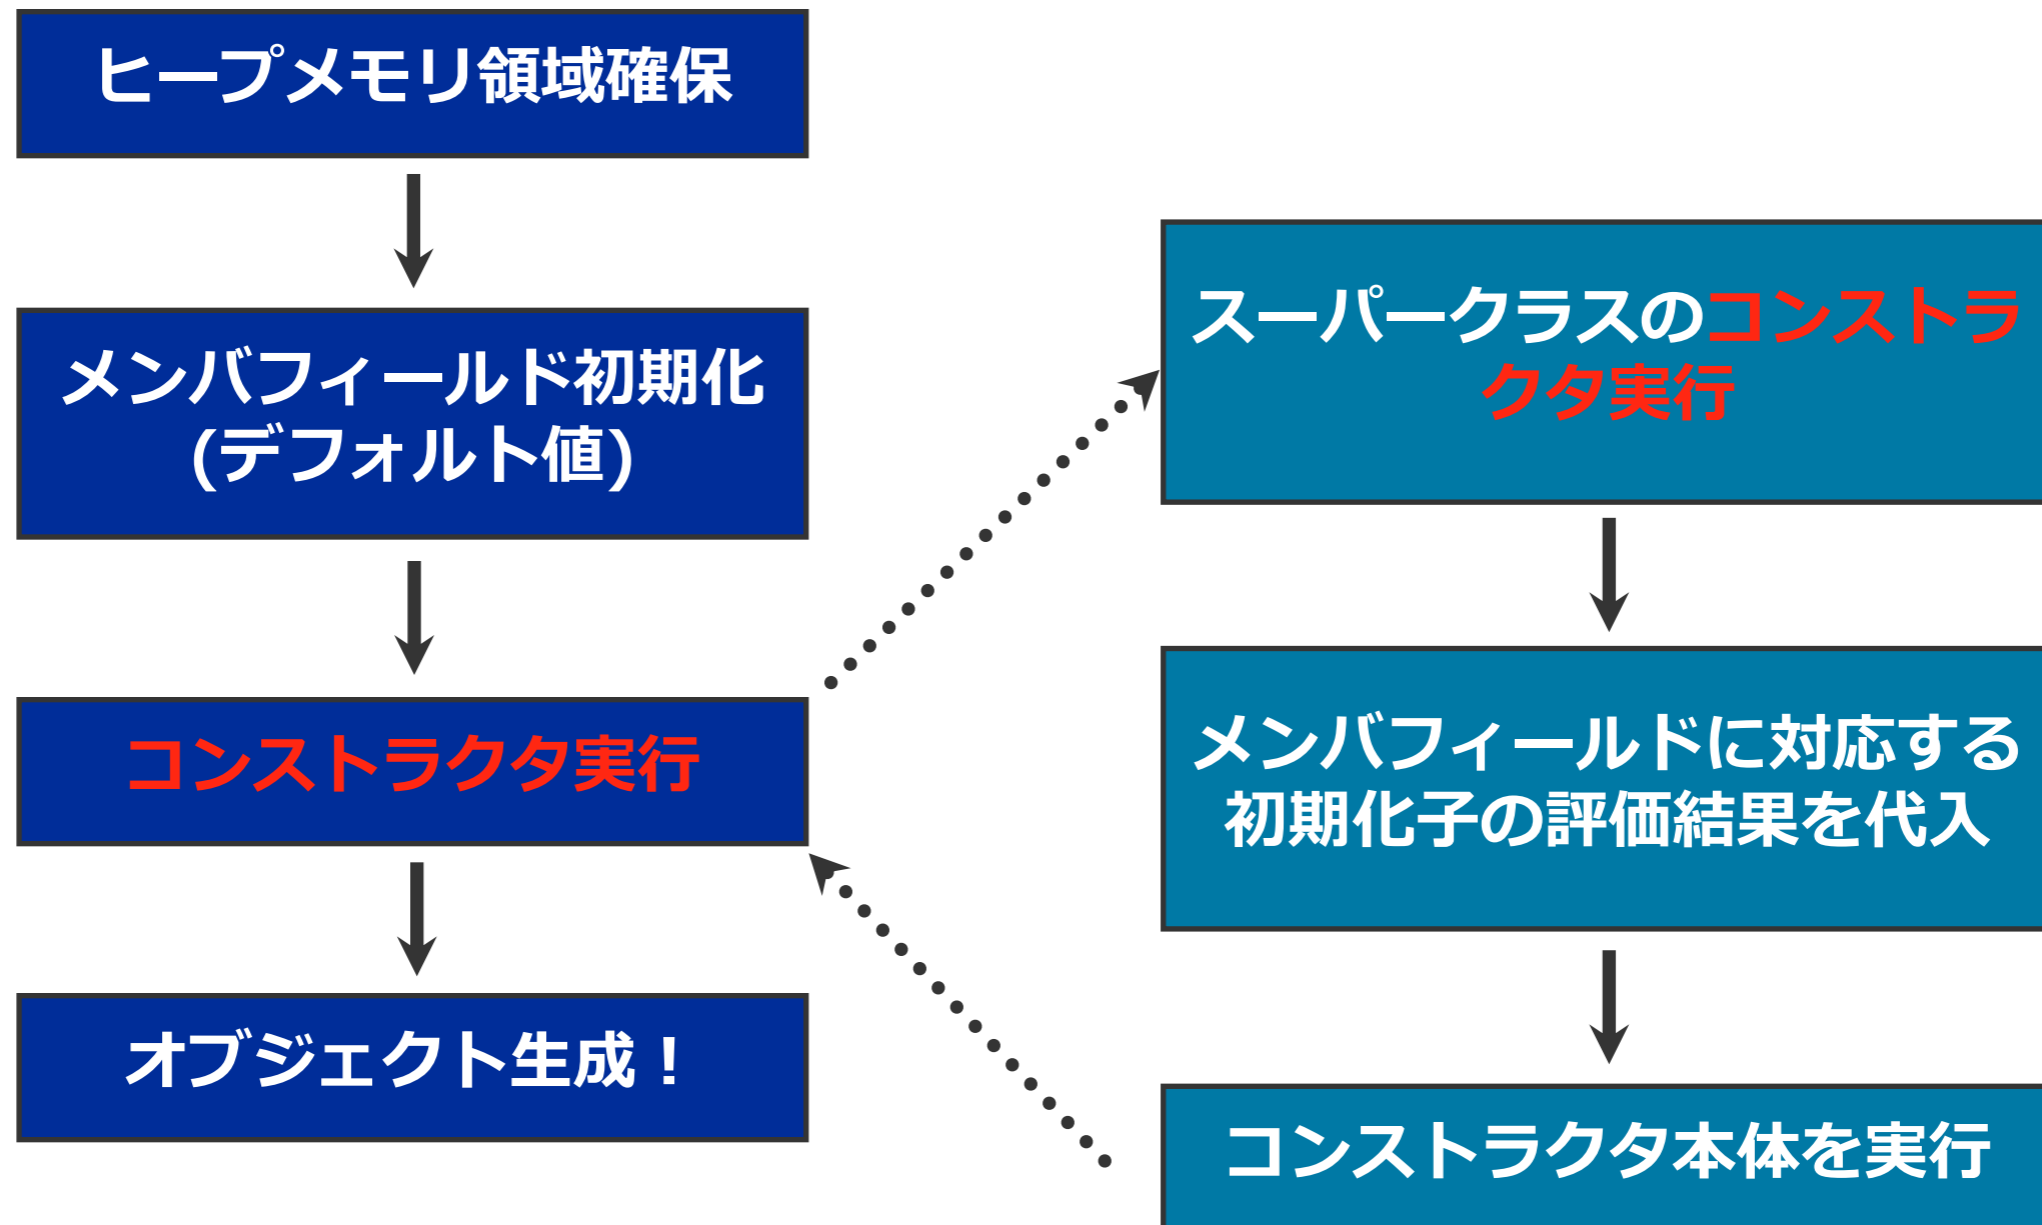 ヒープメモリ領域確保
メンバフィールド初期化
(デフォルト値)
コンストラクタ実行
オブジェクト生成！
スーパークラスのコンストラ
クタ実行
メンバフィールドに対応する
初期化子の評価結果を代入
コンストラクタ本体を実行